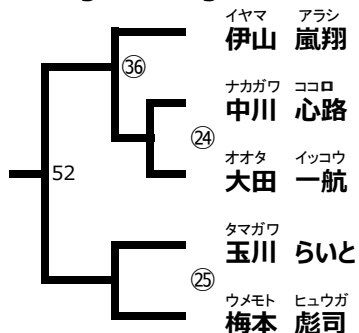 イヤマ アラシ
伊山 嵐翔
㊱
ナカガワ ココロ
中川 心路
㉔
オオタ イッコウ
大田 一航
52
タマガワ
玉川 らいと
㉕
ウメモト ヒュウガ
梅本 彪司